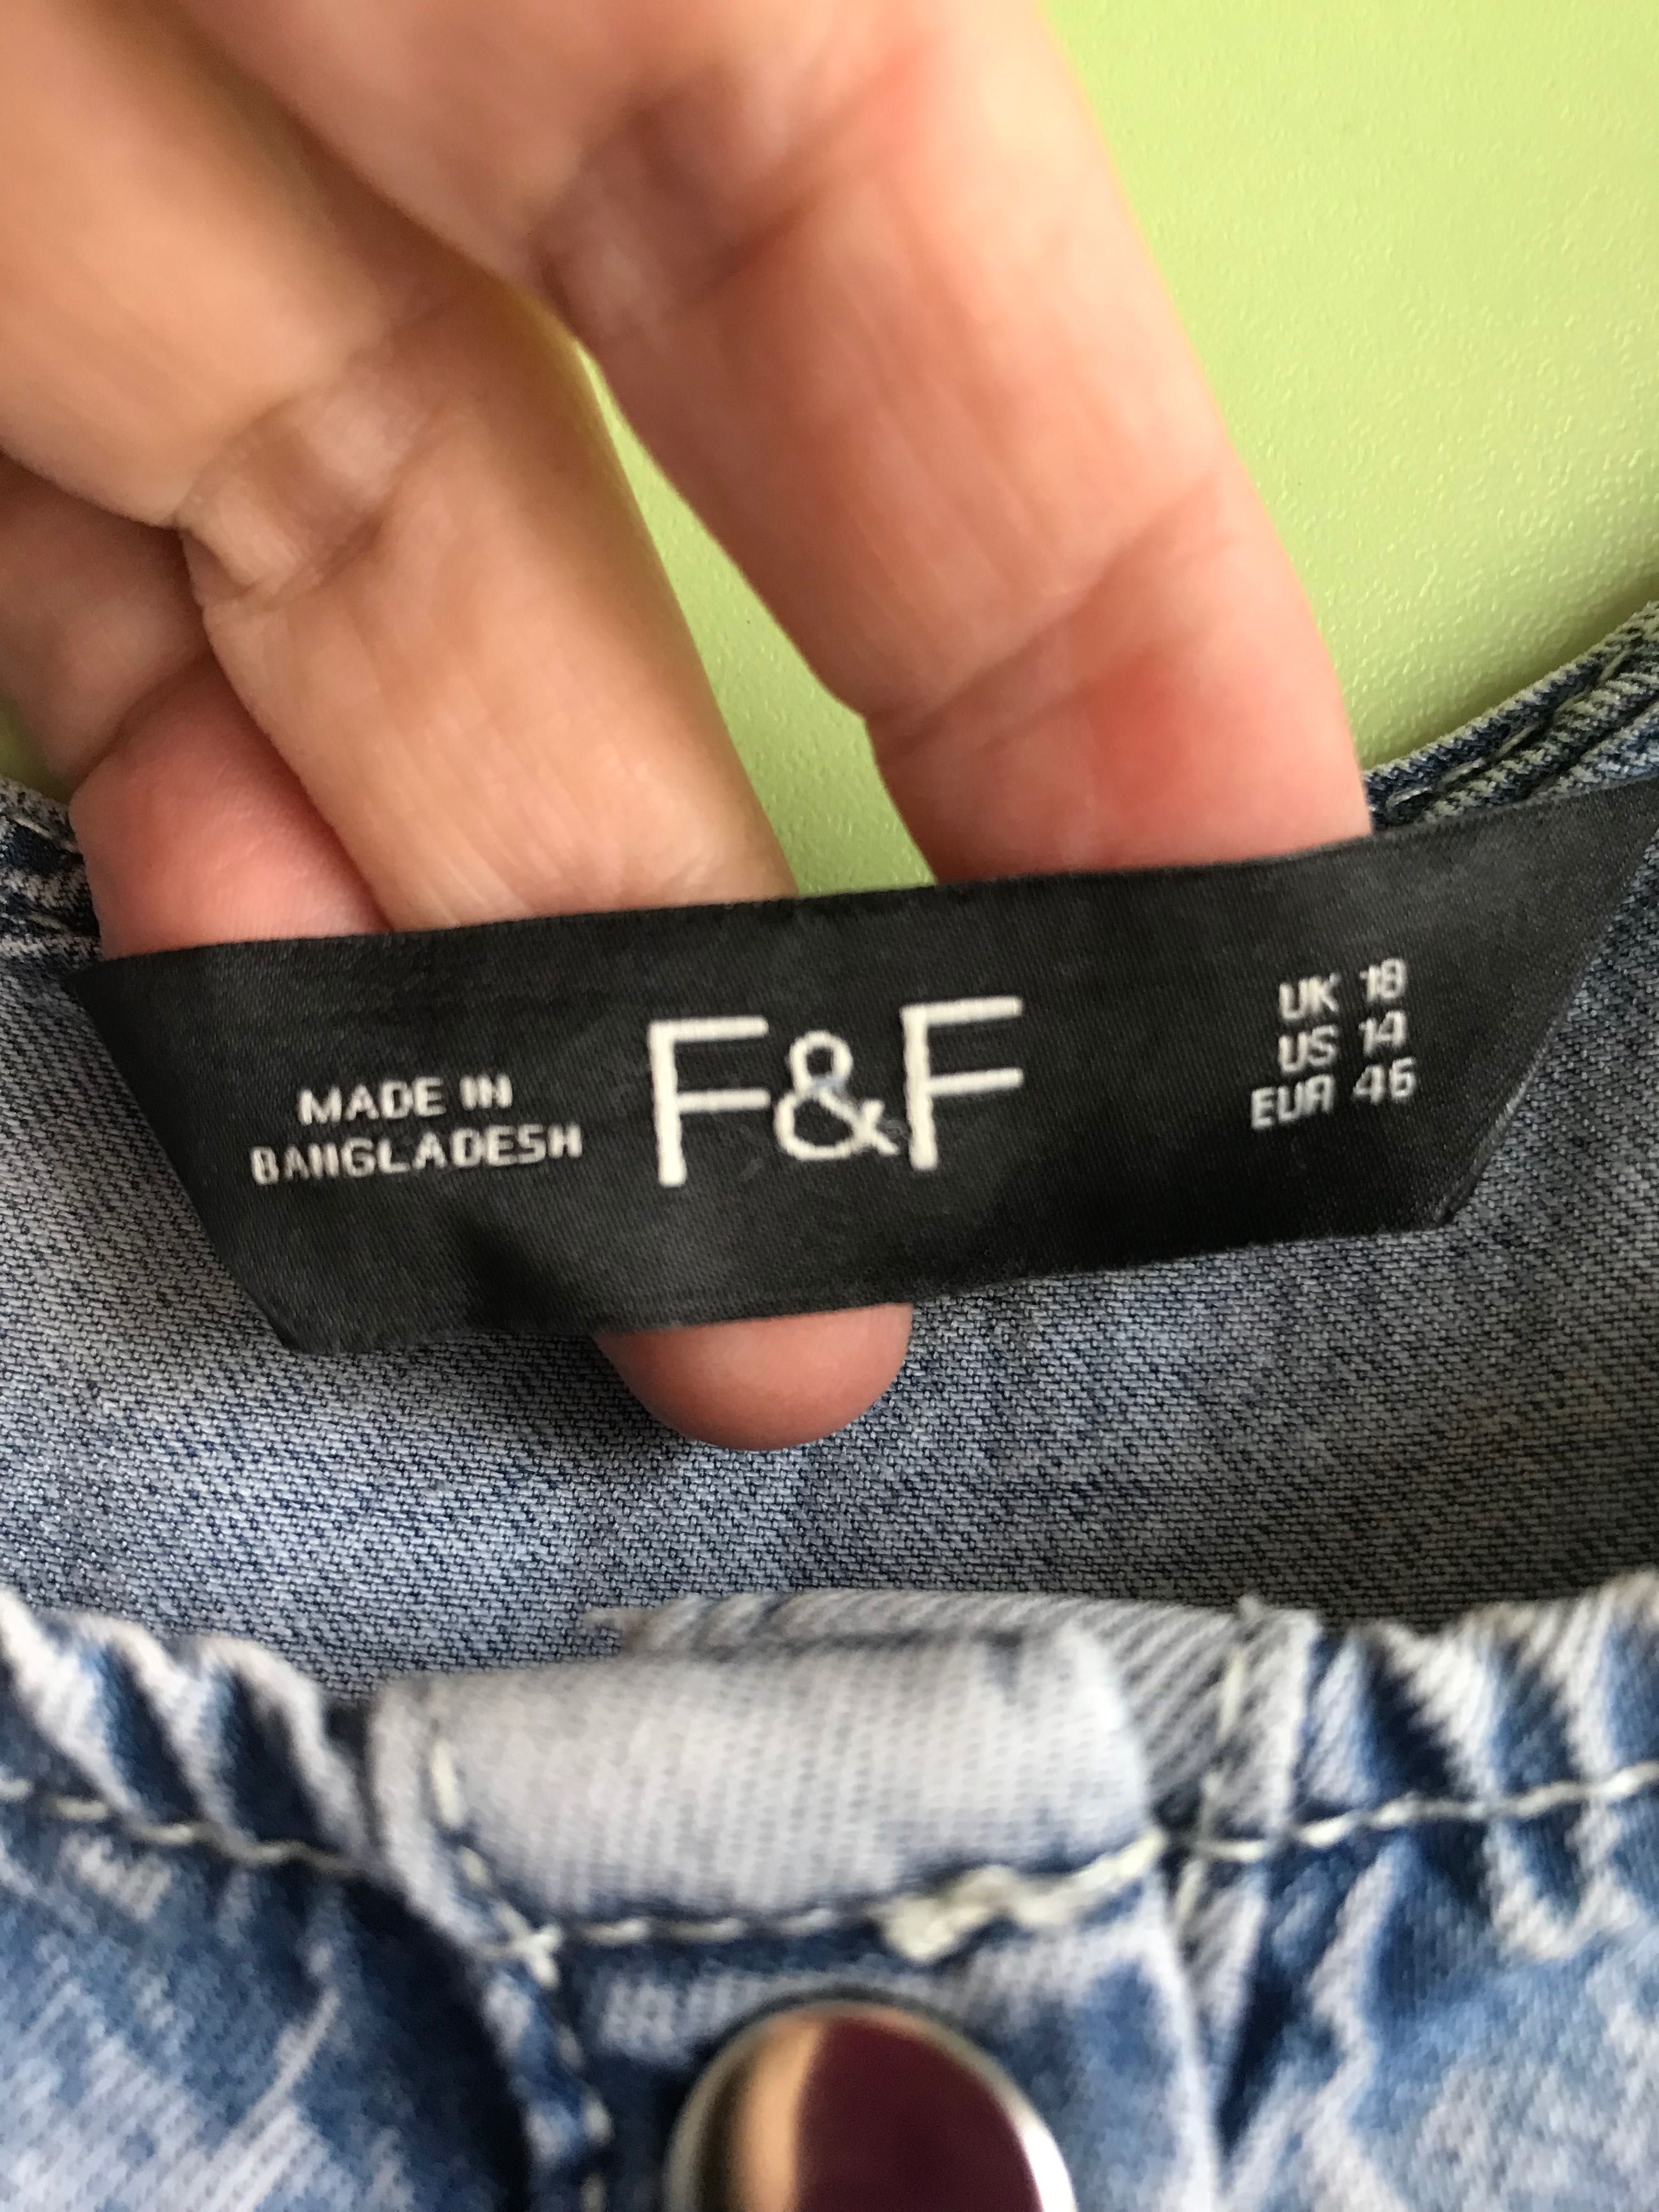 MADE IN
BANGLADESH
F&F
UK 18
US 14
EUR 46